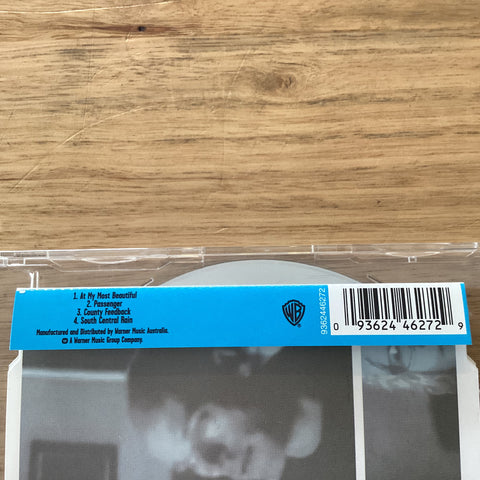 1. At My Most Beautiful
2. Passenger
3. County Feedback
4. South Central Rain
Manufactured and Distributed by Warner Music Australia.
A Warner Music Group Company.
WB
9362446272
0 93624 46272 9